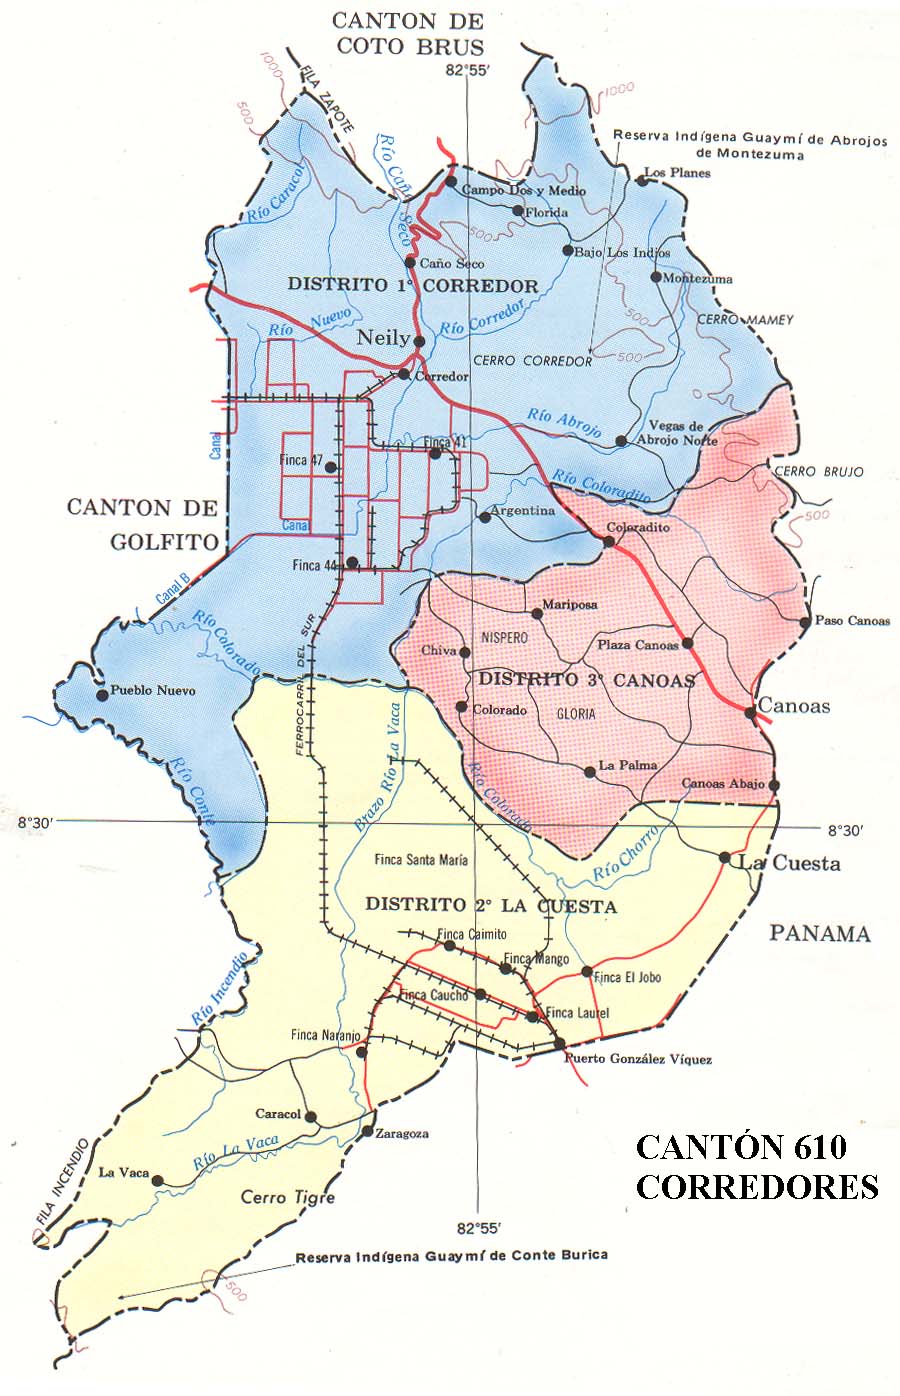 CANTON DE
COTO BRUS
82°55'
1000
500
FILA ZAPOTE
1000
Reserva Indígena Guaymí de Abrojos
de Montezuma
Río Caño Seco
Río Caracol
Los Planes
Campo Dos y Medio
Florida
500
Bajo Los Indios
Caño Seco
Montezuma
DISTRITO 1° CORREDOR
Río Nuevo
Río Corredor
500
CERRO MAMEY
Neily
CERRO CORREDOR
500
Corredor
Río Abrojo
Vegas de
Abrojo Norte
Canal
Finca 41
Finca 47
CERRO BRUJO
Río Coloradito
CANTON DE
GOLFITO
Argentina
500
Canal
Coloradito
Finca 44
Canal B
Mariposa
Río Colorado
Paso Canoas
NISPERO
Chiva
Plaza Canoas
FERROCARRIL DEL SUR
DISTRITO 3° CANOAS
Pueblo Nuevo
Colorado
GLORIA
Canoas
Brazo Río La Vaca
Río Conte
La Palma
Río Colorado
Canoas Abajo
8°30'
8°30'
Finca Santa María
Río Chorro
La Cuesta
DISTRITO 2° LA CUESTA
PANAMA
Finca Caimito
Finca Mango
Río Incendio
Finca El Jobo
Finca Caucho
Finca Laurel
Finca Naranjo
Puerto González Víquez
Caracol
Zaragoza
Río La Vaca
La Vaca
FILA INCENDIO
Cerro Tigre
CANTÓN 610
CORREDORES
82°55'
Reserva Indígena Guaymí de Conte Burica
500